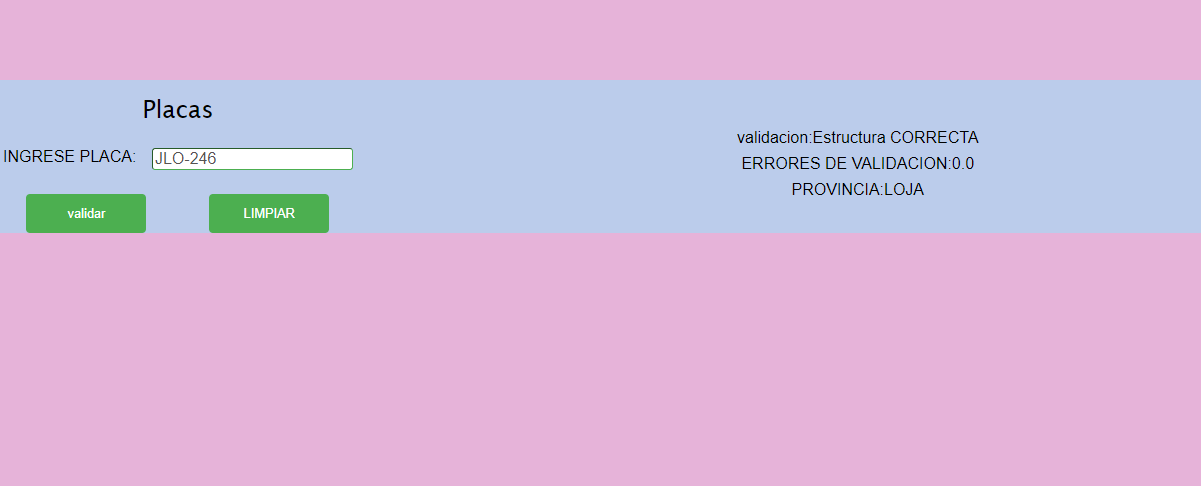 Placas
INGRESE PLACA: JLO-246
validar LIMPIAR
validacion:Estructura CORRECTA
ERRORES DE VALIDACION:0.0
PROVINCIA:LOJA